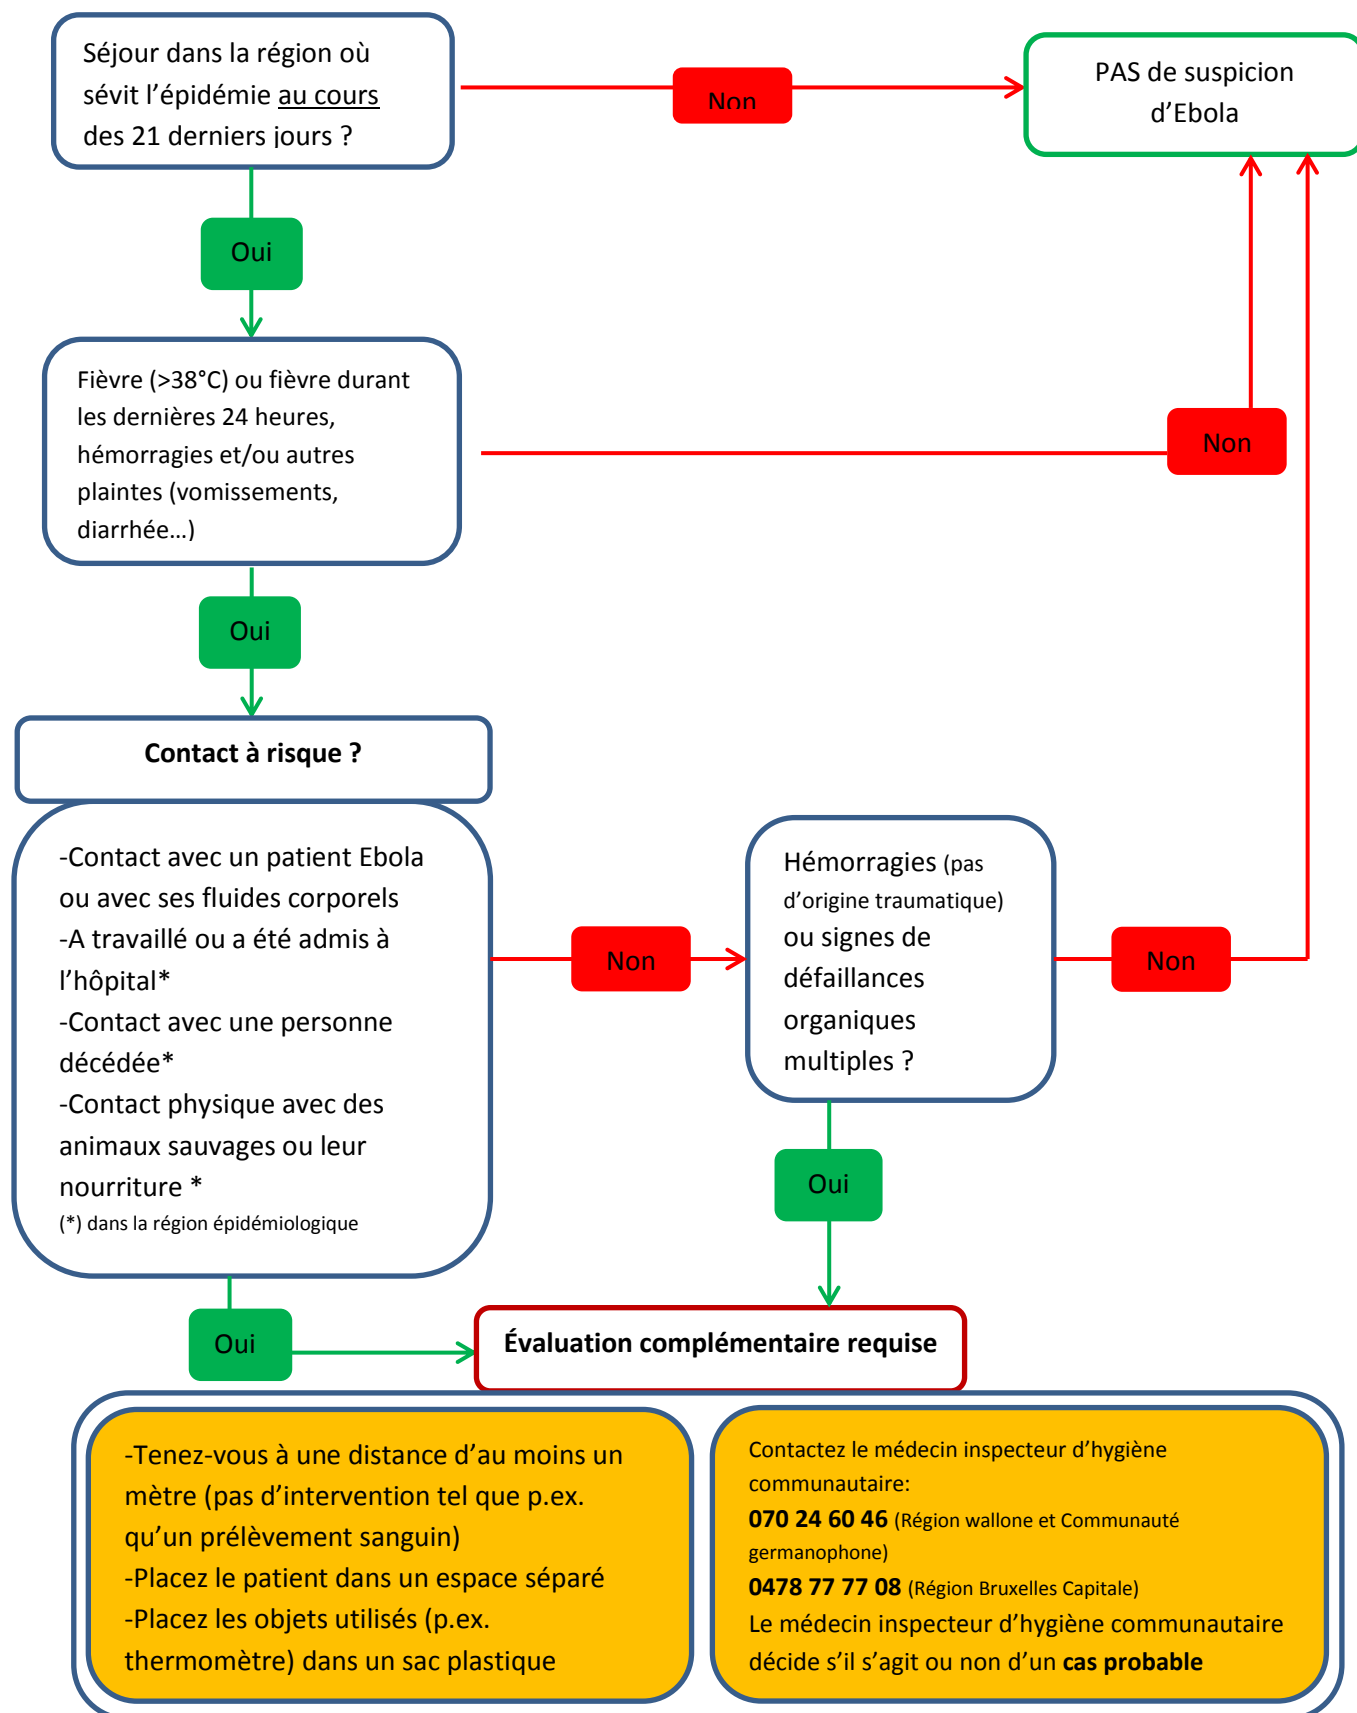 Séjour dans la région où
sévit l'épidémie au cours
des 21 derniers jours ?
Non
PAS de suspicion
d'Ebola
Oui
Fièvre (>38°C) ou fièvre durant
les dernières 24 heures,
hémorragies et/ou autres
plaintes (vomissements,
diarrhée…)
Non
Oui
Contact à risque ?
-Contact avec un patient Ebola
ou avec ses fluides corporels
-A travaillé ou a été admis à
l'hôpital*
-Contact avec une personne
décédée*
-Contact physique avec des
animaux sauvages ou leur
nourriture *
(*) dans la région épidémiologique
Non
Hémorragies (pas
d'origine traumatique)
ou signes de
défaillances
organiques
multiples ?
Non
Oui
Oui
Évaluation complémentaire requise
-Tenez-vous à une distance d'au moins un
mètre (pas d'intervention tel que p.ex.
qu'un prélèvement sanguin)
-Placez le patient dans un espace séparé
-Placez les objets utilisés (p.ex.
thermomètre) dans un sac plastique
Contactez le médecin inspecteur d'hygiène
communautaire:
070 24 60 46 (Région wallone et Communauté
germanophone)
0478 77 77 08 (Région Bruxelles Capitale)
Le médecin inspecteur d'hygiène communautaire
décide s'il s'agit ou non d'un cas probable